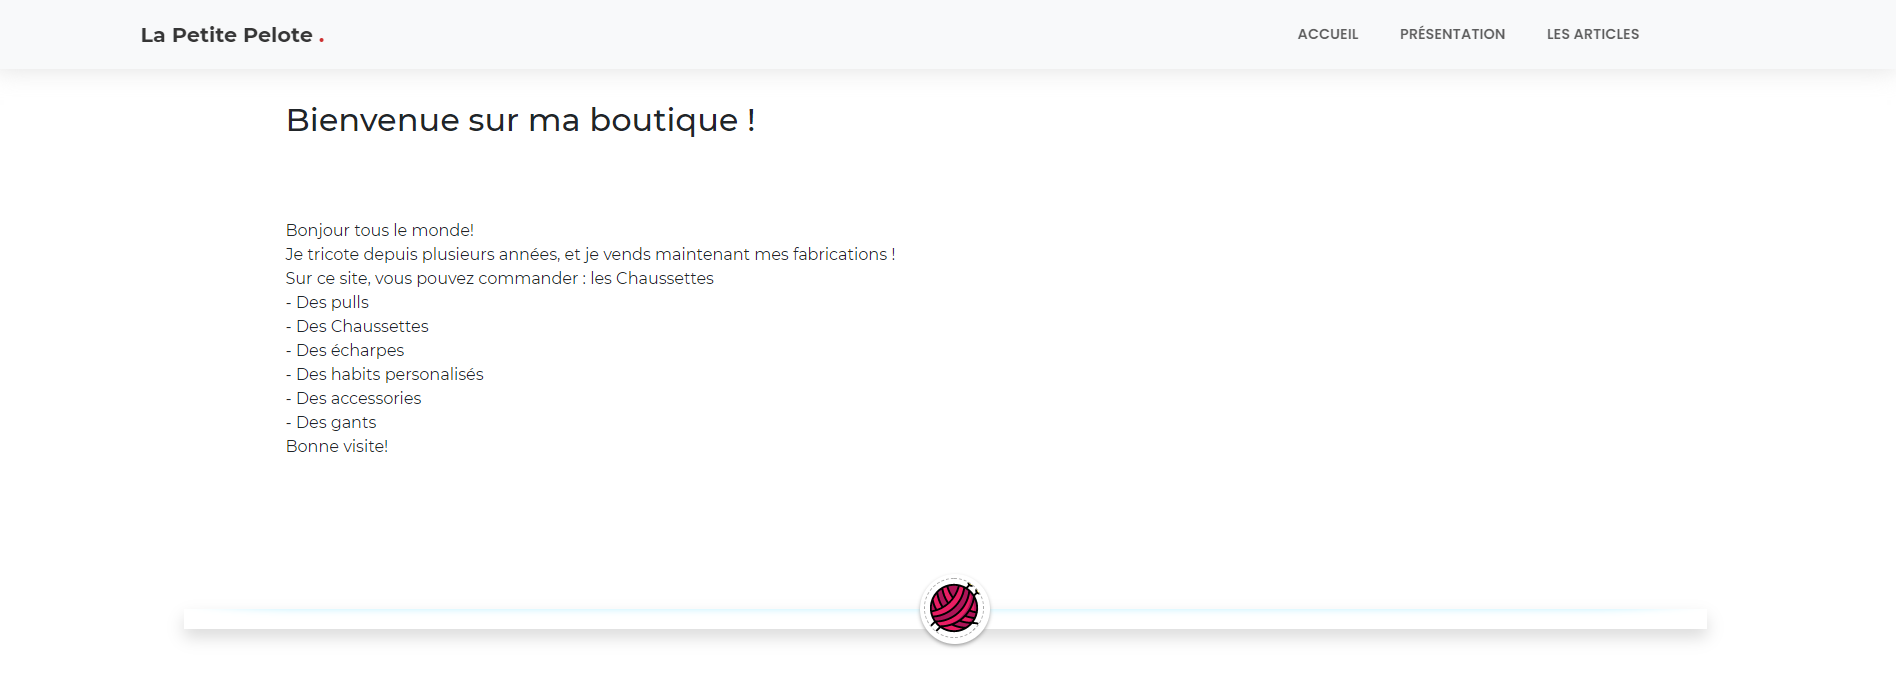 La Petite Pelote .
ACCUEIL PRÉSENTATION LES ARTICLES
Bienvenue sur ma boutique !
Bonjour tous le monde!
Je tricote depuis plusieurs années, et je vends maintenant mes fabrications !
Sur ce site, vous pouvez commander : les Chaussettes
- Des pulls
- Des Chaussettes
- Des écharpes
- Des habits personalisés
- Des accessories
- Des gants
Bonne visite!